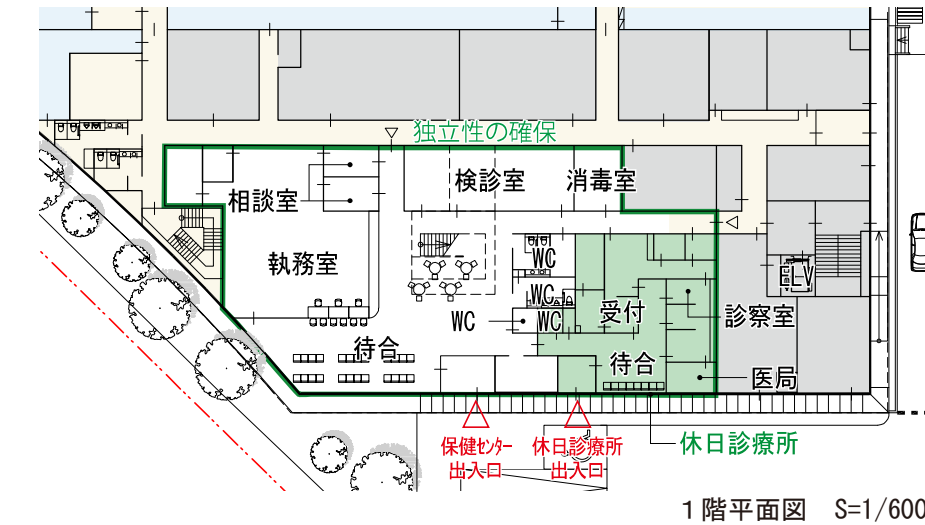 独立性の確保
相談室
検診室
消毒室
執務室
WC
ELV
WC
受付
診察室
WC
WC
待合
待合
医局
保健ｾﾝﾀｰ
出入口
休日診療所
出入口
休日診療所
1階平面図 S=1/600